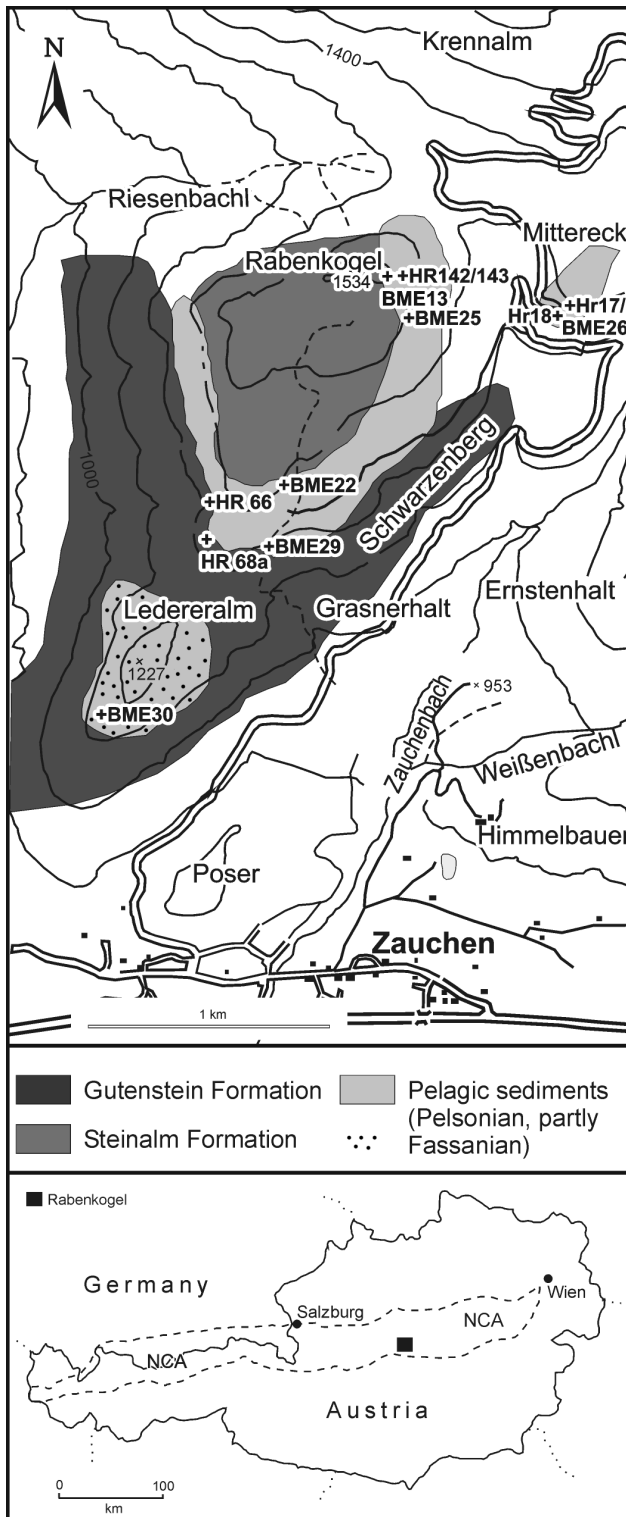 Krennalm
1400
N
Riesenbachl
Mittereck
Rabenkogel
1534
+ +HR142/143
BME13
+BME25
Hr18+
+Hr17/
BME26
1000
Schwarzenberg
+BME22
+HR 66
+
HR 68a
+BME29
Ledereralm
Grasnerhalt
Ernstenhalt
×
1227
+BME30
× 953
Zauchenbach
Weißenbachl
Himmelbauer
Poser
Zauchen
1 km
Gutenstein Formation
Steinalm Formation
Pelagic sediments
(Pelsonian, partly
Fassanian)
Rabenkogel
Germany
Salzburg
Wien
NCA
NCA
Austria
0 100
km